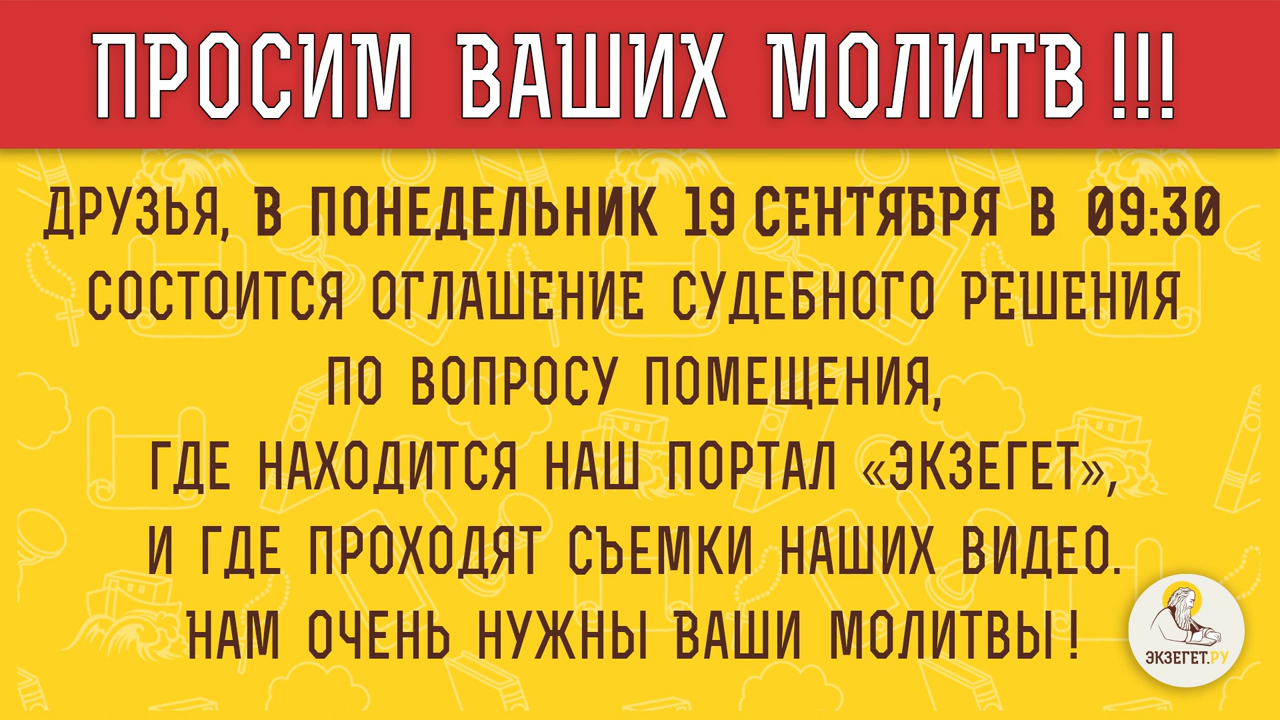 ПРОСИМ ВАШИХ МОЛИТВ!!!
ДРУЗЬЯ, В ПОНЕДЕЛЬНИК 19 СЕНТЯБРЯ В 09:30
СОСТОИТСЯ ОГЛАШЕНИЕ СУДЕБНОГО РЕШЕНИЯ
ПО ВОПРОСУ ПОМЕЩЕНИЯ,
ГДЕ НАХОДИТСЯ НАШ ПОРТАЛ «ЭКЗЕГЕТ»,
И ГДЕ ПРОХОДЯТ СЪЕМКИ НАШИХ ВИДЕО.
НАМ ОЧЕНЬ НУЖНЫ ВАШИ МОЛИТВЫ!
ЭКЗЕГЕТ.РУ